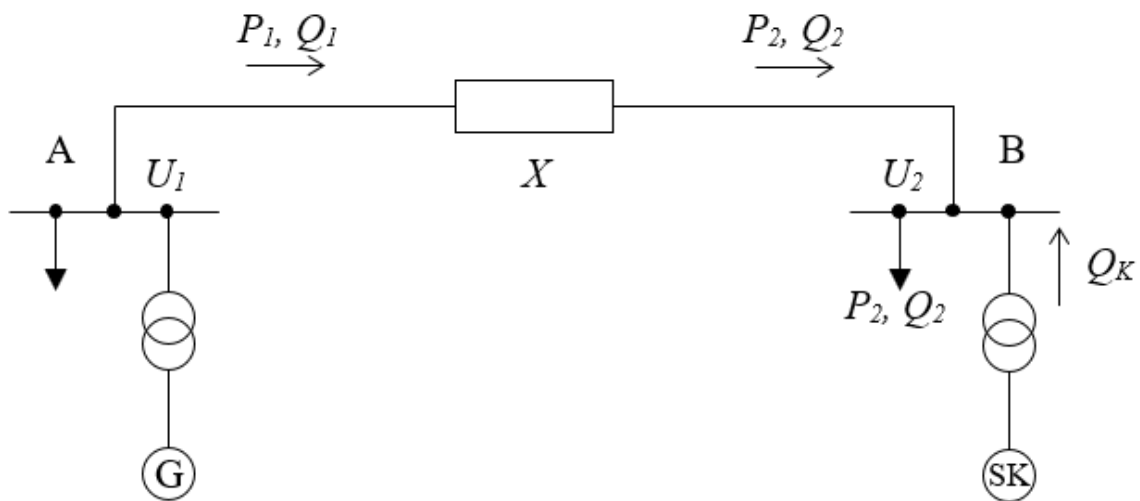 P1, Q1
P2, Q2
A
U1
X
U2
B
QK
P2, Q2
G
SK